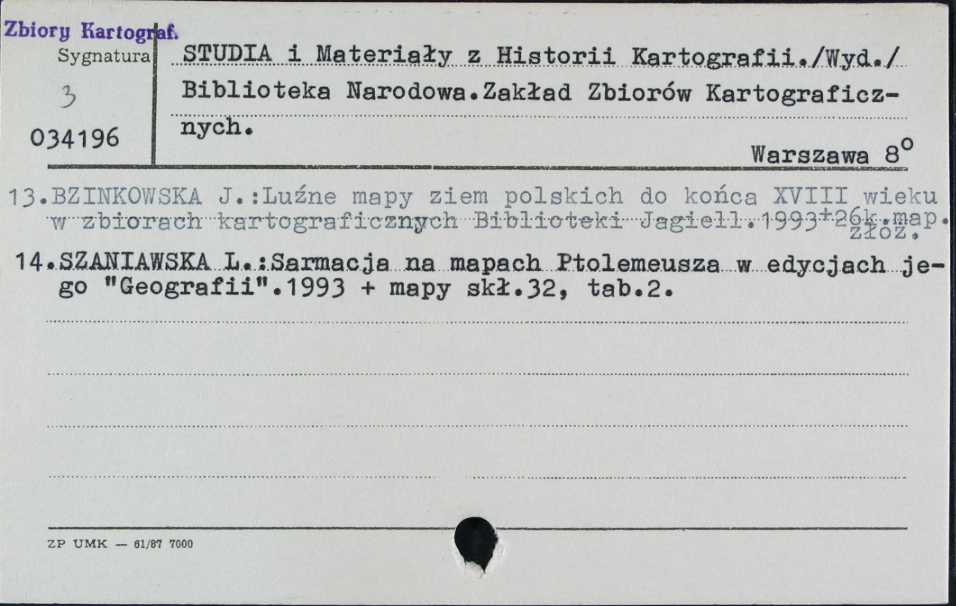 Zbiory Kartograf.
Sygnatura
3
034196
STUDIA i Materiały z Historii Kartografii./Wyd./
Biblioteka Narodowa.Zakład Zbiorów Kartograficz-
nych.
Warszawa 8°
13.BZINKOWSKA J.:Luźne mapy ziem polskich do końca XVIII wieku
w zbiorach kartograficznych Biblioteki Jagiell.1993+26k.map.
złoż.
14.SZANIAWSKA L.:Sarmacja na mapach Ptolemeusza w edycjach je-
go "Geografii".1993 + mapy skł.32, tab.2.
ZP UMK — 61/87 7000